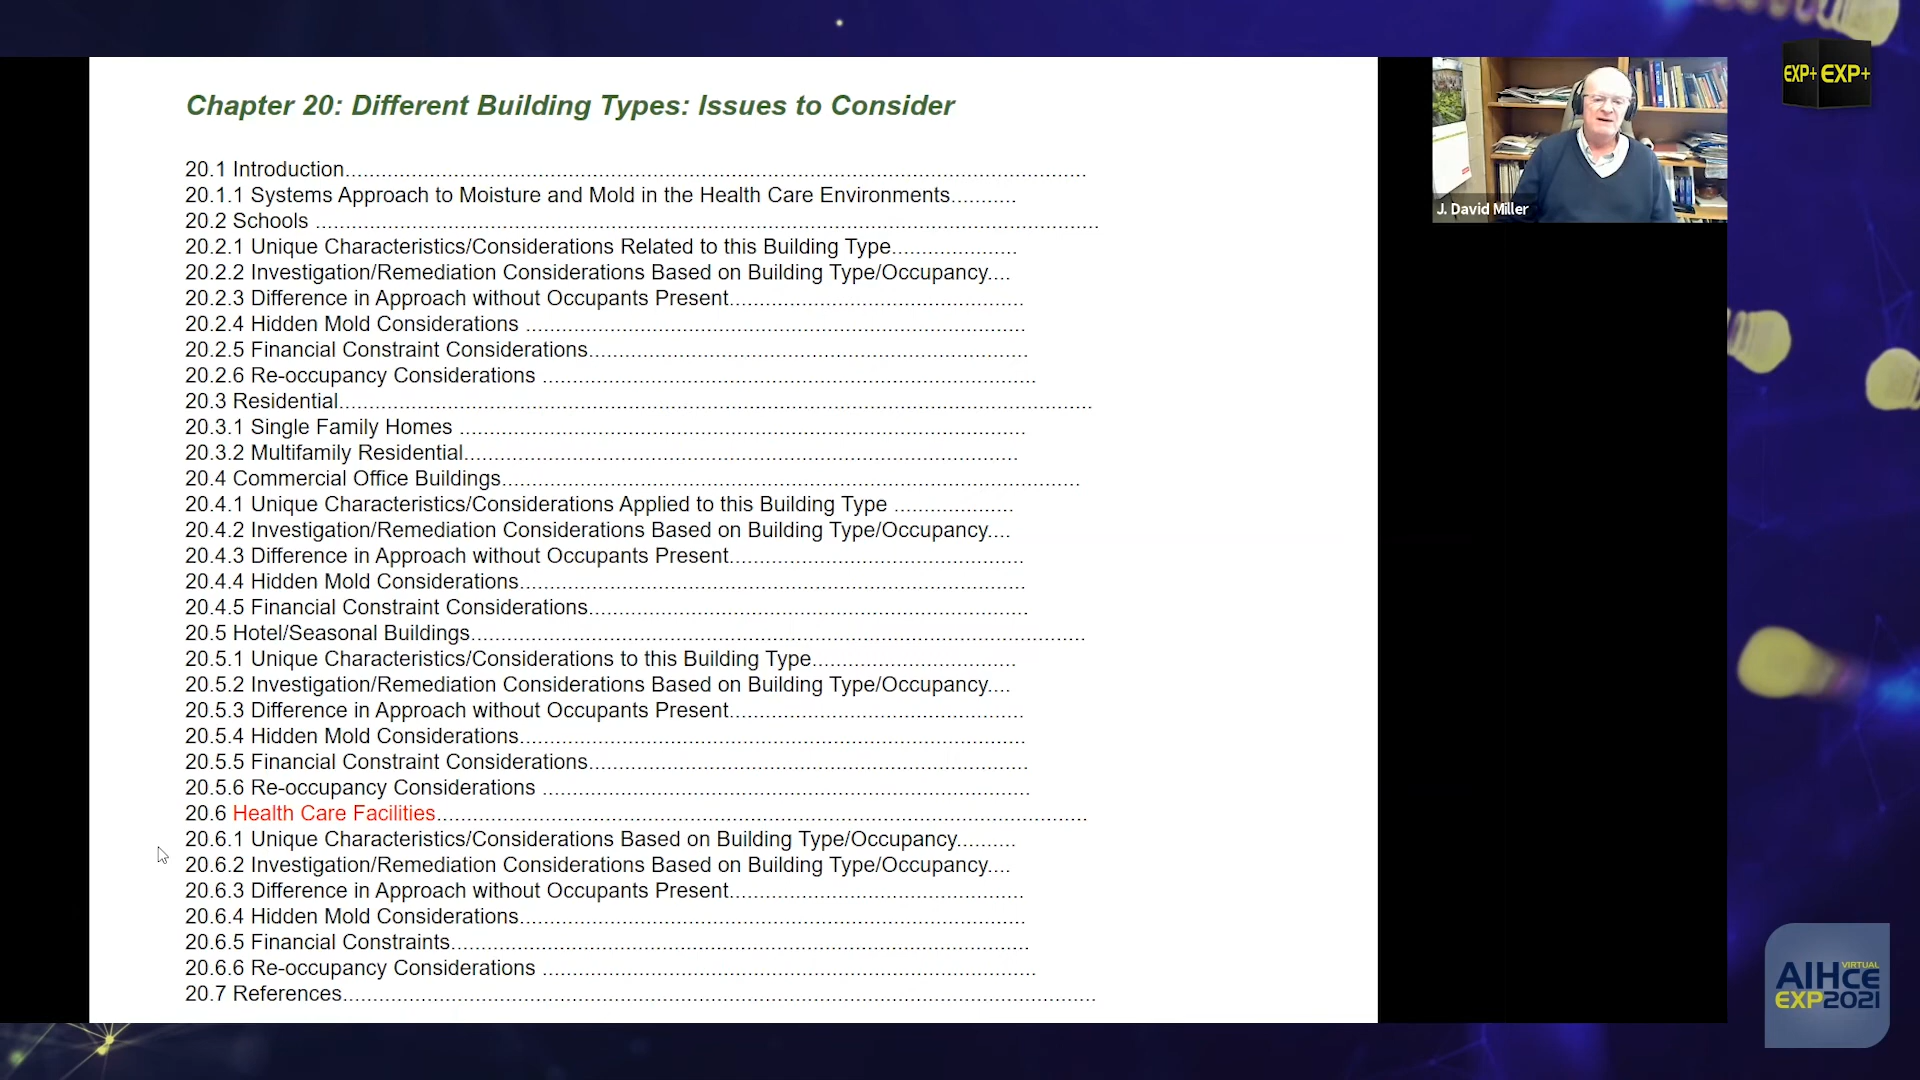 Chapter 20: Different Building Types: Issues to Consider
20.1 Introduction..........
20.1.1 Systems Approach to Moisture and Mold in the Health Care Environments..........
20.2 Schools ..........
20.2.1 Unique Characteristics/Considerations Related to this Building Type..........
20.2.2 Investigation/Remediation Considerations Based on Building Type/Occupancy....
20.2.3 Difference in Approach without Occupants Present..........
20.2.4 Hidden Mold Considerations ..........
20.2.5 Financial Constraint Considerations..........
20.2.6 Re-occupancy Considerations ..........
20.3 Residential..........
20.3.1 Single Family Homes ..........
20.3.2 Multifamily Residential..........
20.4 Commercial Office Buildings..........
20.4.1 Unique Characteristics/Considerations Applied to this Building Type ..........
20.4.2 Investigation/Remediation Considerations Based on Building Type/Occupancy....
20.4.3 Difference in Approach without Occupants Present..........
20.4.4 Hidden Mold Considerations..........
20.4.5 Financial Constraint Considerations..........
20.5 Hotel/Seasonal Buildings..........
20.5.1 Unique Characteristics/Considerations to this Building Type..........
20.5.2 Investigation/Remediation Considerations Based on Building Type/Occupancy....
20.5.3 Difference in Approach without Occupants Present..........
20.5.4 Hidden Mold Considerations..........
20.5.5 Financial Constraint Considerations..........
20.5.6 Re-occupancy Considerations ..........
20.6 Health Care Facilities..........
20.6.1 Unique Characteristics/Considerations Based on Building Type/Occupancy..........
20.6.2 Investigation/Remediation Considerations Based on Building Type/Occupancy....
20.6.3 Difference in Approach without Occupants Present..........
20.6.4 Hidden Mold Considerations..........
20.6.5 Financial Constraints..........
20.6.6 Re-occupancy Considerations ..........
20.7 References..........
J. David Miller
EXP+ EXP+
VIRTUAL
AIHce
EXP2021